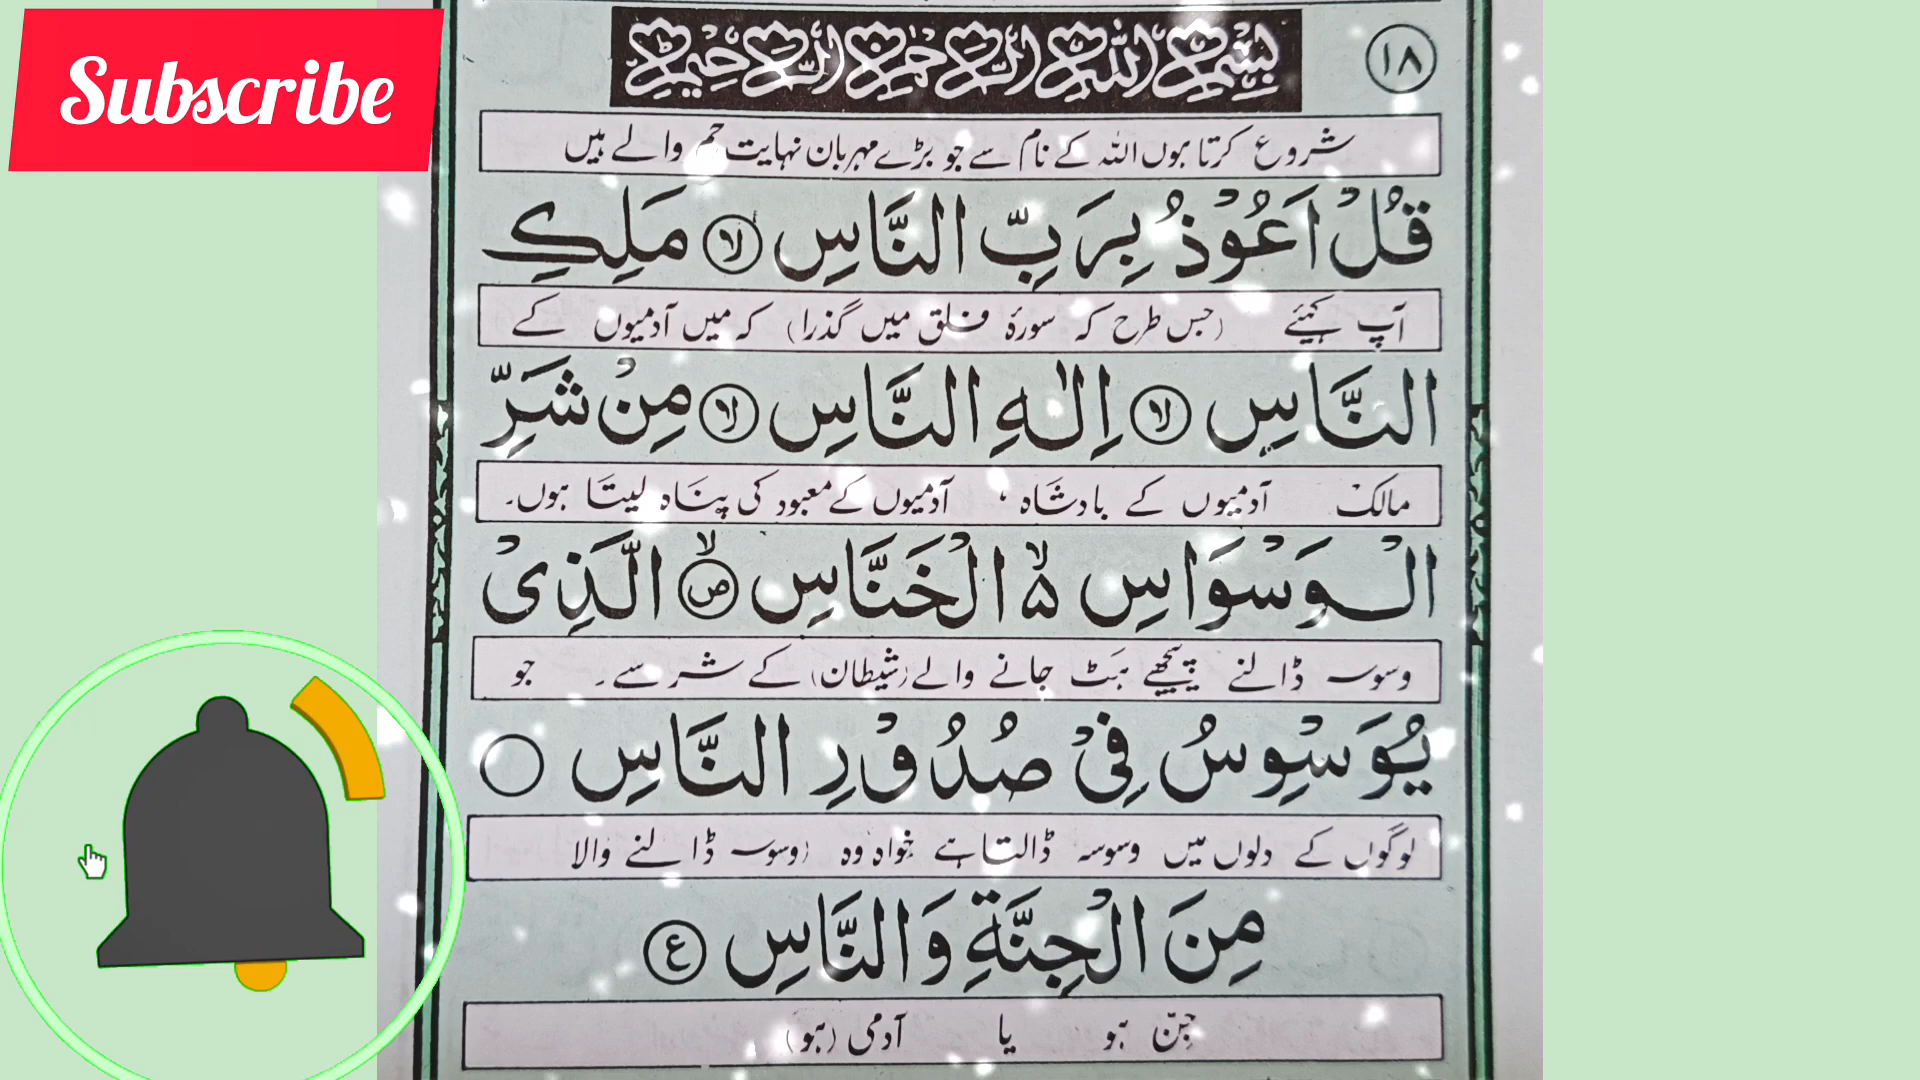 Subscribe
بِسْمِ اللهِ الرَّحْمٰنِ الرَّحِيْمِ
١٨
شروع کرتا ہوں اللہ کے نام سے جو بڑے مہربان نہایت رحم والے ہیں
قُلْ اَعُوْذُ بِرَبِّ النَّاسِ ۙ مَلِكِ
آپ کہیئے (جس طرح کہ سورۂ فلق میں گذرا) کہ میں آدمیوں کے
النَّاسِ ۙ اِلٰهِ النَّاسِ ۙ مِنْ شَرِّ
مالک آدمیوں کے بادشاہ ، آدمیوں کے معبود کی پناہ لیتا ہوں۔
الْوَسْوَاسِ ۵ۙ الْخَنَّاسِ ۙص الَّذِیْ
وسوسہ ڈالنے پیچھے ہٹ جانے والے (شیطان) کے شر سے۔ جو
یُوَسْوِسُ فِیْ صُدُوْرِ النَّاسِ ○
لوگوں کے دلوں میں وسوسہ ڈالتا ہے خواہ وہ (وسوسہ ڈالنے والا
مِنَ الْجِنَّةِ وَالنَّاسِ ع
جن ہو یا آدمی (ہو)